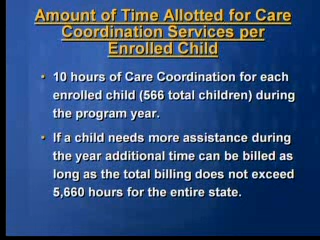 Amount of Time Allotted for Care
Coordination Services per
Enrolled Child
• 10 hours of Care Coordination for each
enrolled child (566 total children) during
the program year.
• If a child needs more assistance during
the year additional time can be billed as
long as the total billing does not exceed
5,660 hours for the entire state.